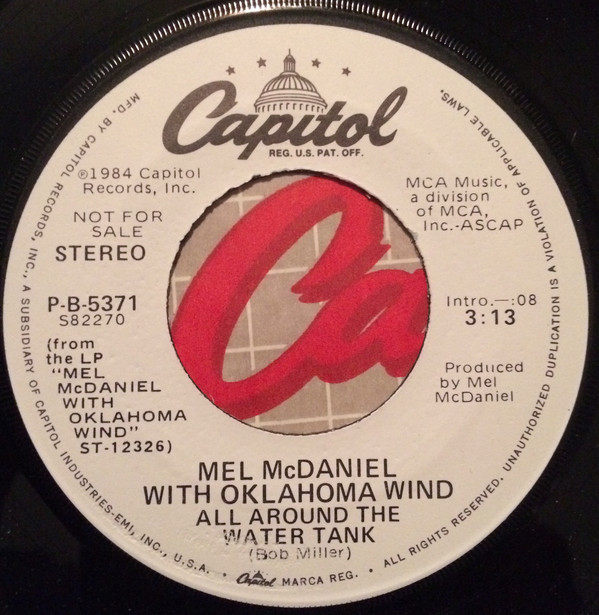 Capitol
REG. U.S. PAT. OFF.
℗1984 Capitol
Records, Inc.
NOT FOR
SALE
STEREO
P-B-5371
S82270
(from
the LP
“MEL
McDANIEL
WITH
OKLAHOMA
WIND”
ST-12326)
MCA Music,
a division
of MCA,
Inc.-ASCAP
Intro.—:08
3:13
Produced
by Mel
McDaniel
Ca
MEL McDANIEL
WITH OKLAHOMA WIND
ALL AROUND THE
WATER TANK
(Bob Miller)
MFD. BY CAPITOL RECORDS, INC., A SUBSIDIARY OF CAPITOL INDUSTRIES-EMI, INC., U.S.A. • Capitol MARCA REG. • ALL RIGHTS RESERVED. UNAUTHORIZED DUPLICATION IS A VIOLATION OF APPLICABLE LAWS.